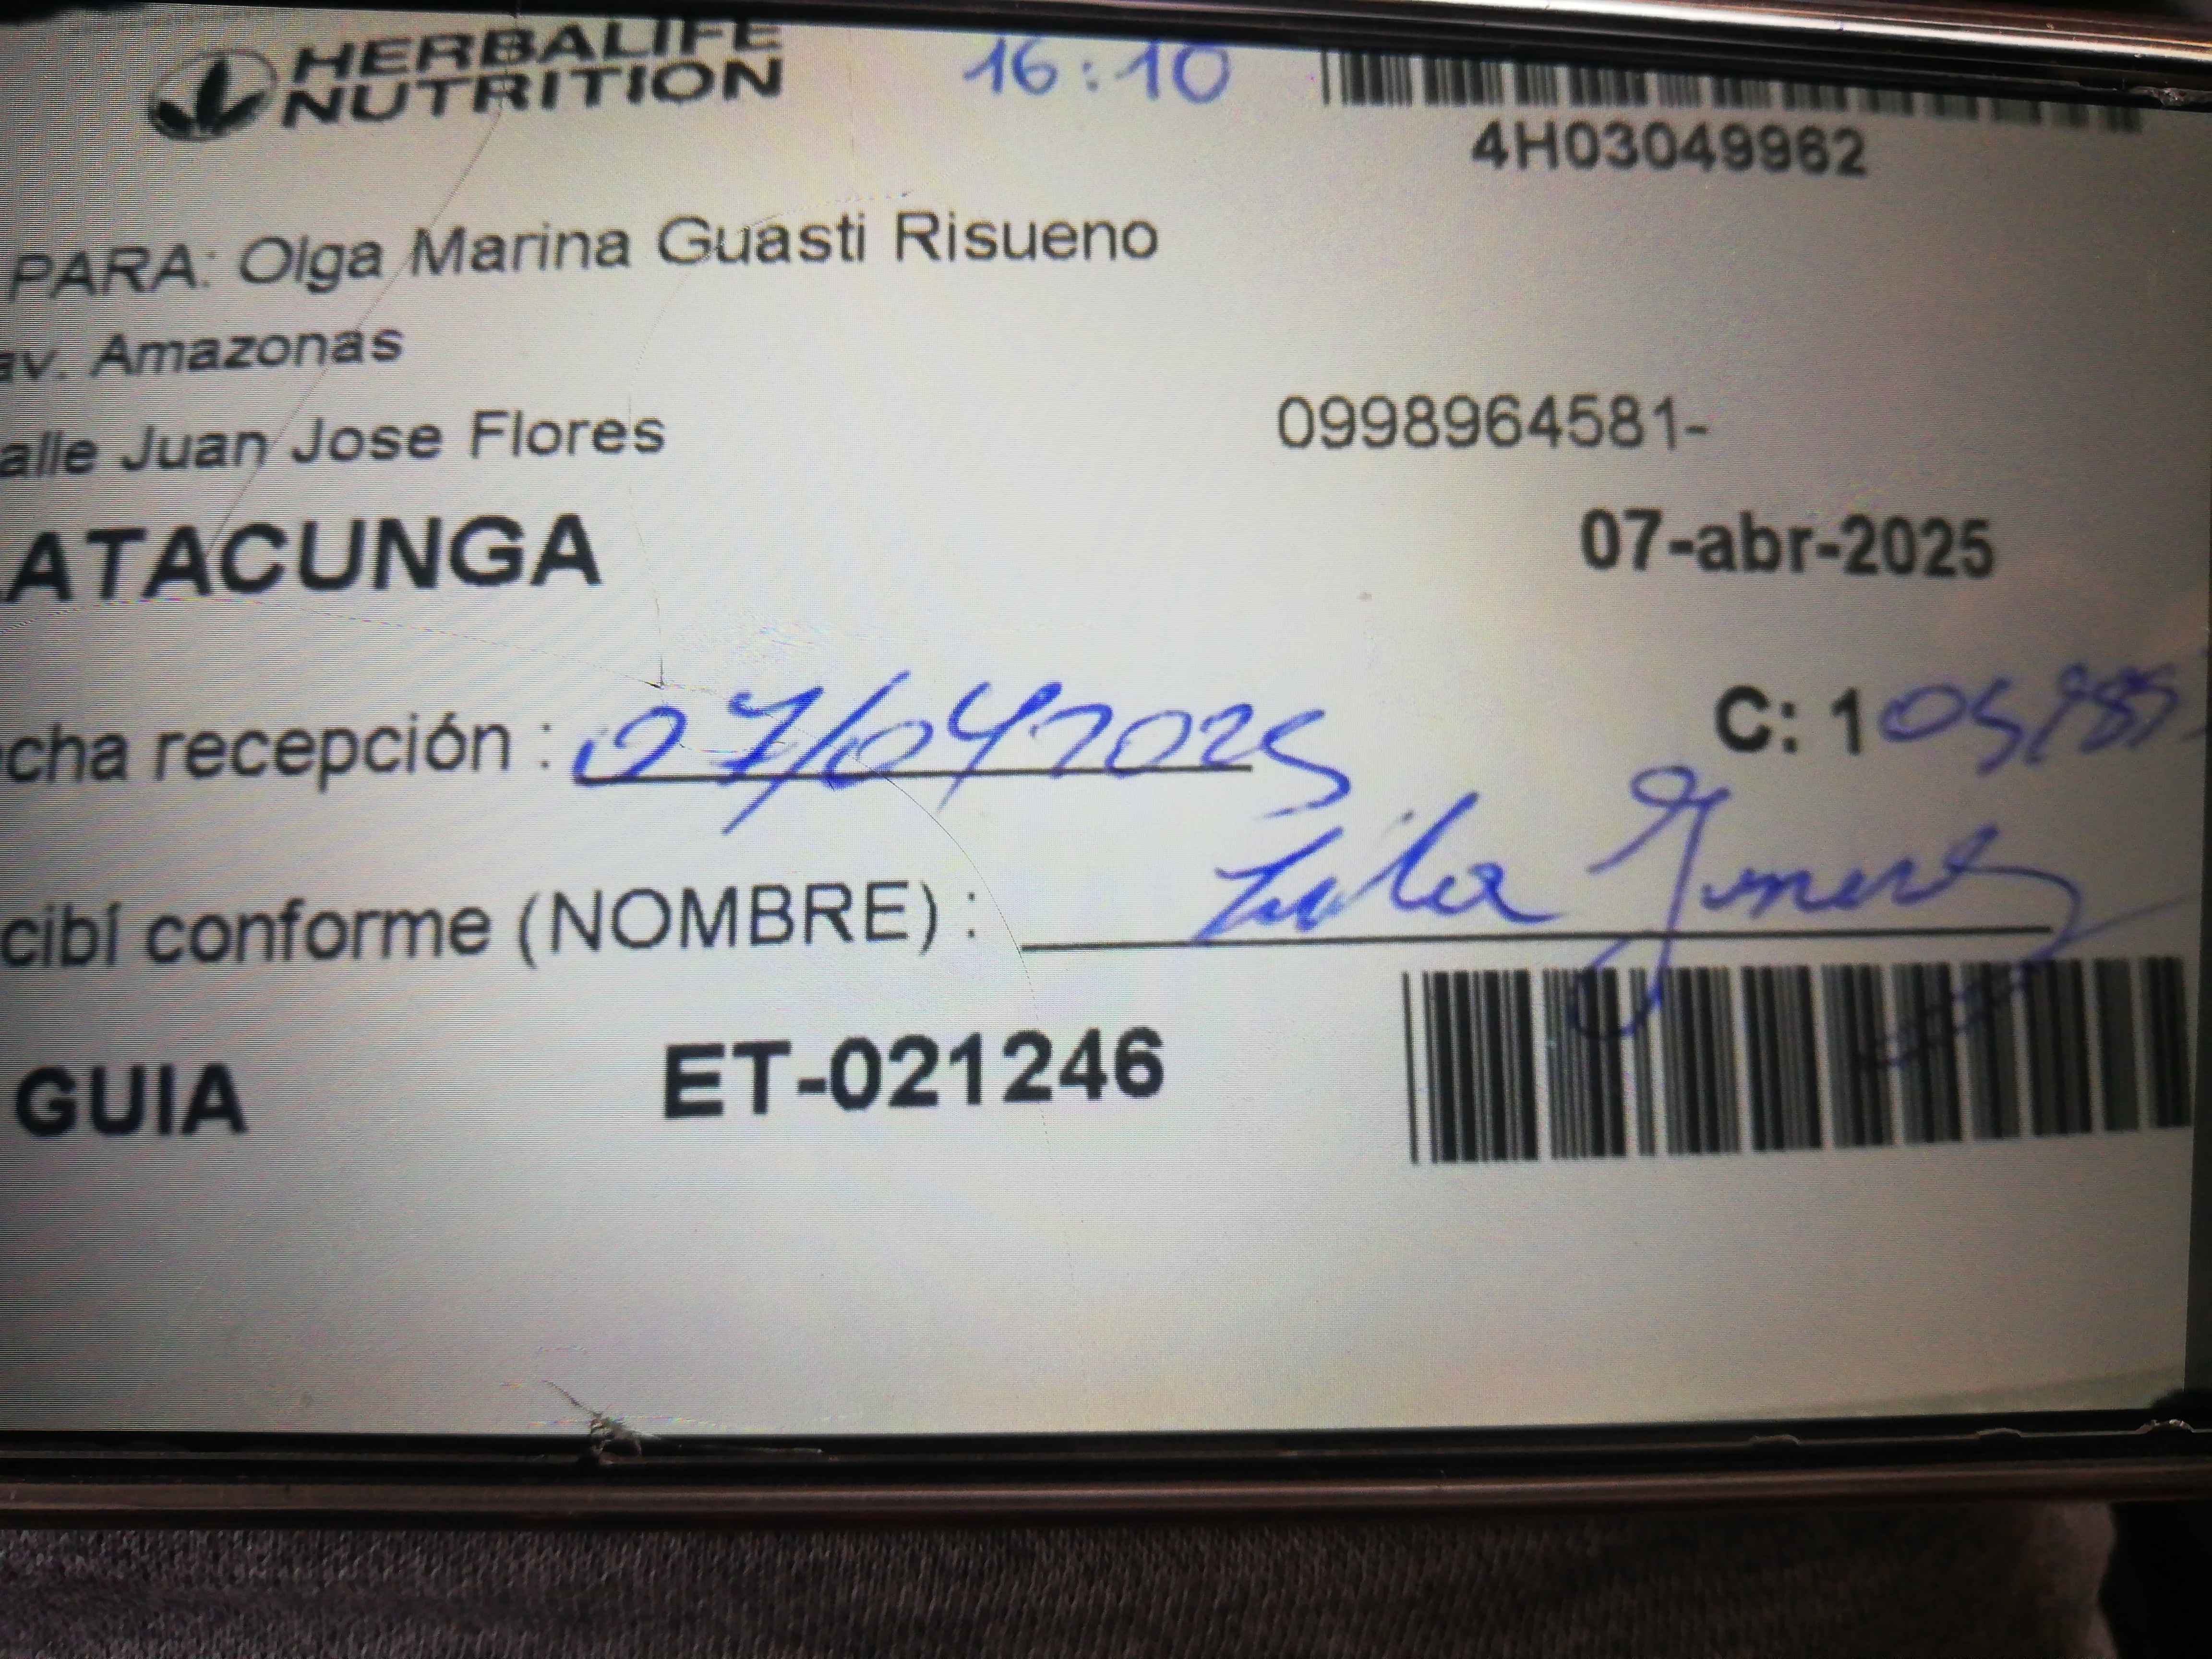 HERBALIFE
NUTRITION
16:10
4H03049962
PARA: Olga Marina Guasti Risueno
av. Amazonas
alle Juan Jose Flores
0998964581-
ATACUNGA
07-abr-2025
cha recepción : 07/04/2025
C: 1
cibí conforme (NOMBRE) :
GUIA ET-021246